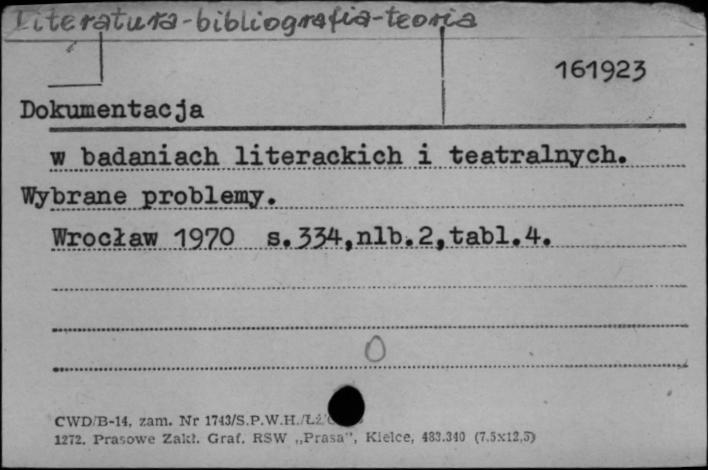 Literatura-bibliografia-teoria
161923
Dokumentacja
w badaniach literackich i teatralnych.
Wybrane problemy.
Wrocław 1970 s.334,nlb.2,tabl.4.
CWD/B-14, zam. Nr 1743/S.P.W.H.
1272. Prasowe Zakł. Graf. RSW „Prasa", Kielce, 483.340 (7,5x12,5)